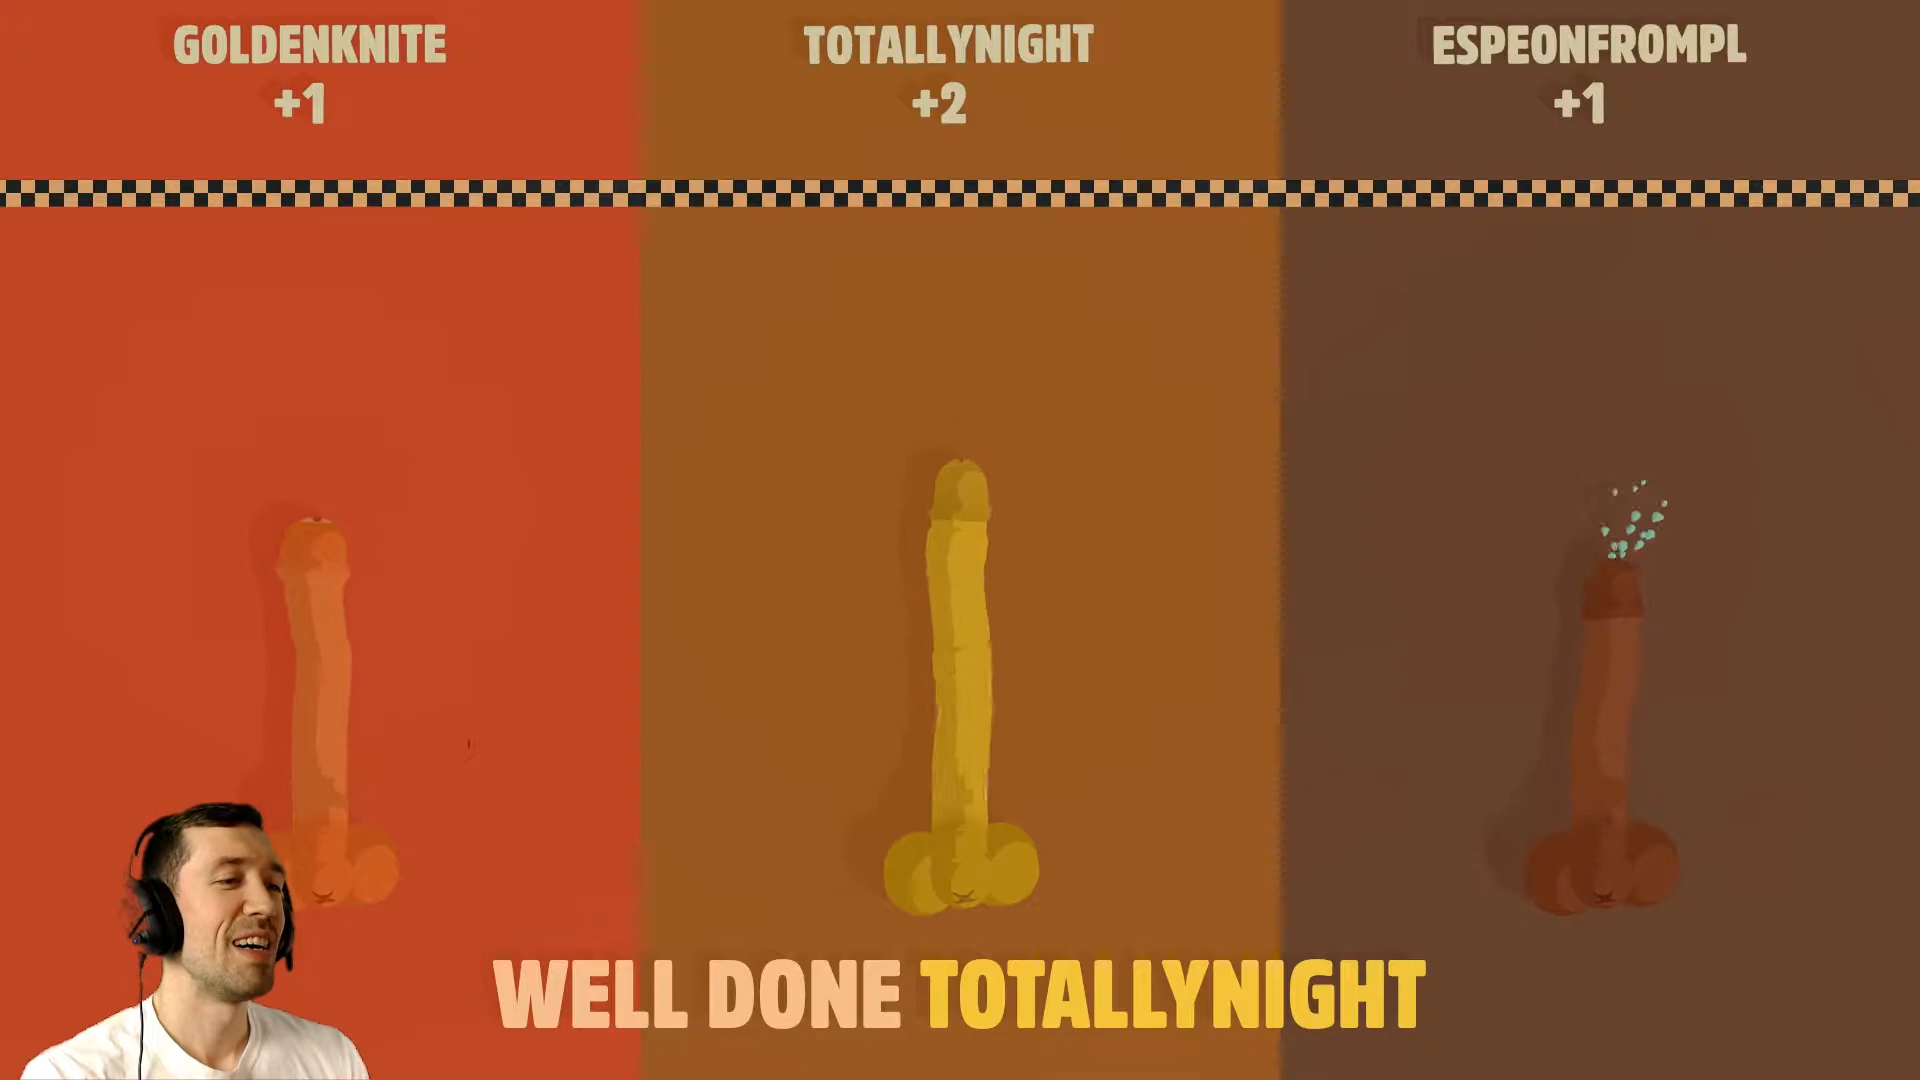 GOLDENKNITE
+1
TOTALLYNIGHT
+2
ESPEONFROMPL
+1
WELL DONE TOTALLYNIGHT